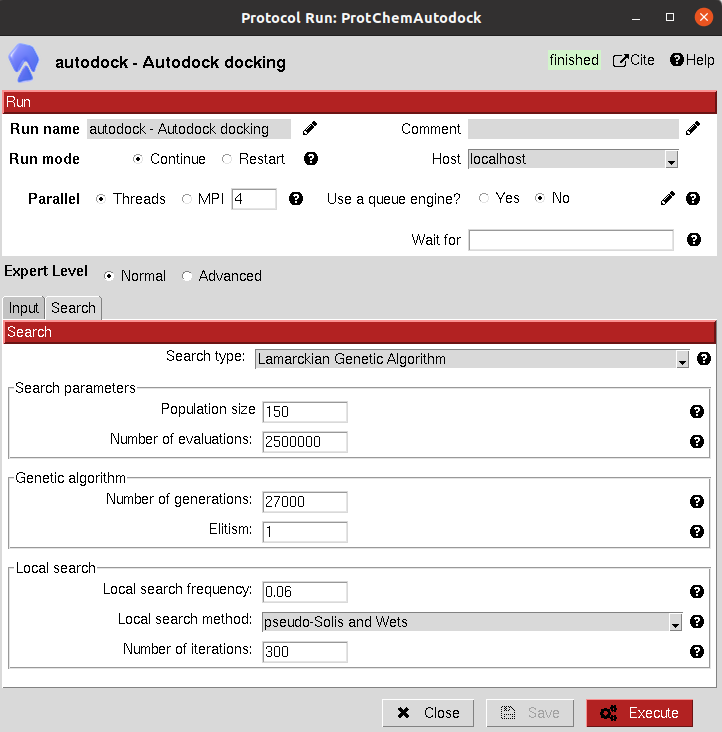 Protocol Run: ProtChemAutodock
autodock - Autodock docking
finished Cite Help
Run
Run name autodock - Autodock docking Comment
Run mode Continue Restart Host localhost
Parallel Threads MPI 4 Use a queue engine? Yes No
Wait for
Expert Level Normal Advanced
Input Search
Search
Search type: Lamarckian Genetic Algorithm
Search parameters
Population size 150
Number of evaluations: 2500000
Genetic algorithm
Number of generations: 27000
Elitism: 1
Local search
Local search frequency: 0.06
Local search method: pseudo-Solis and Wets
Number of iterations: 300
Close Save Execute